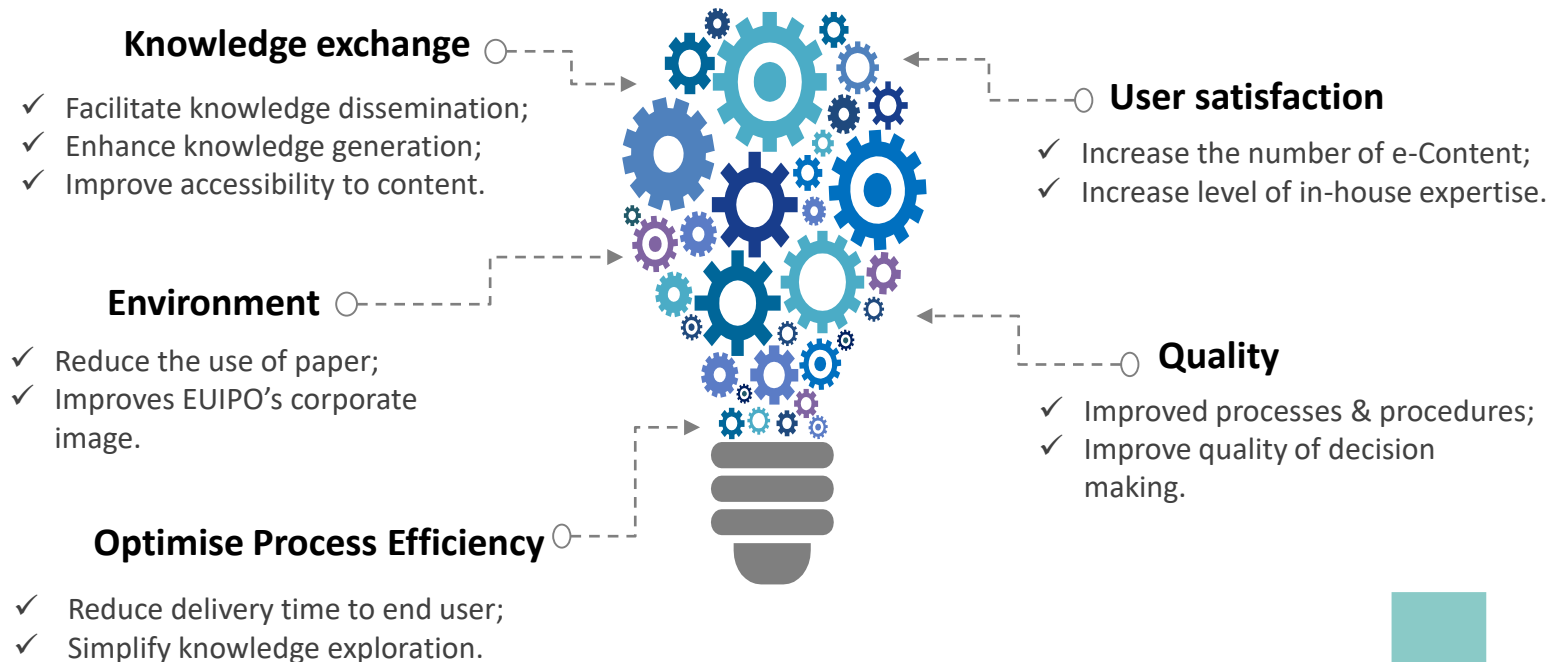 Knowledge exchange
✓ Facilitate knowledge dissemination;
✓ Enhance knowledge generation;
✓ Improve accessibility to content.
Environment
✓ Reduce the use of paper;
✓ Improves EUIPO’s corporate
image.
Optimise Process Efficiency
✓ Reduce delivery time to end user;
✓ Simplify knowledge exploration.
User satisfaction
✓ Increase the number of e-Content;
✓ Increase level of in-house expertise.
Quality
✓ Improved processes & procedures;
✓ Improve quality of decision
making.